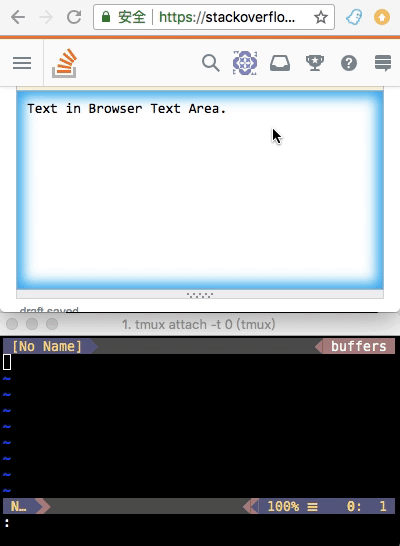 安全 https://stackoverflo...
Text in Browser Text Area.
draft saved
1. tmux attach -t 0 (tmux)
[No Name] buffers
~
~
~
~
~
~
~
~
N... 100% ≡ 0: 1
: